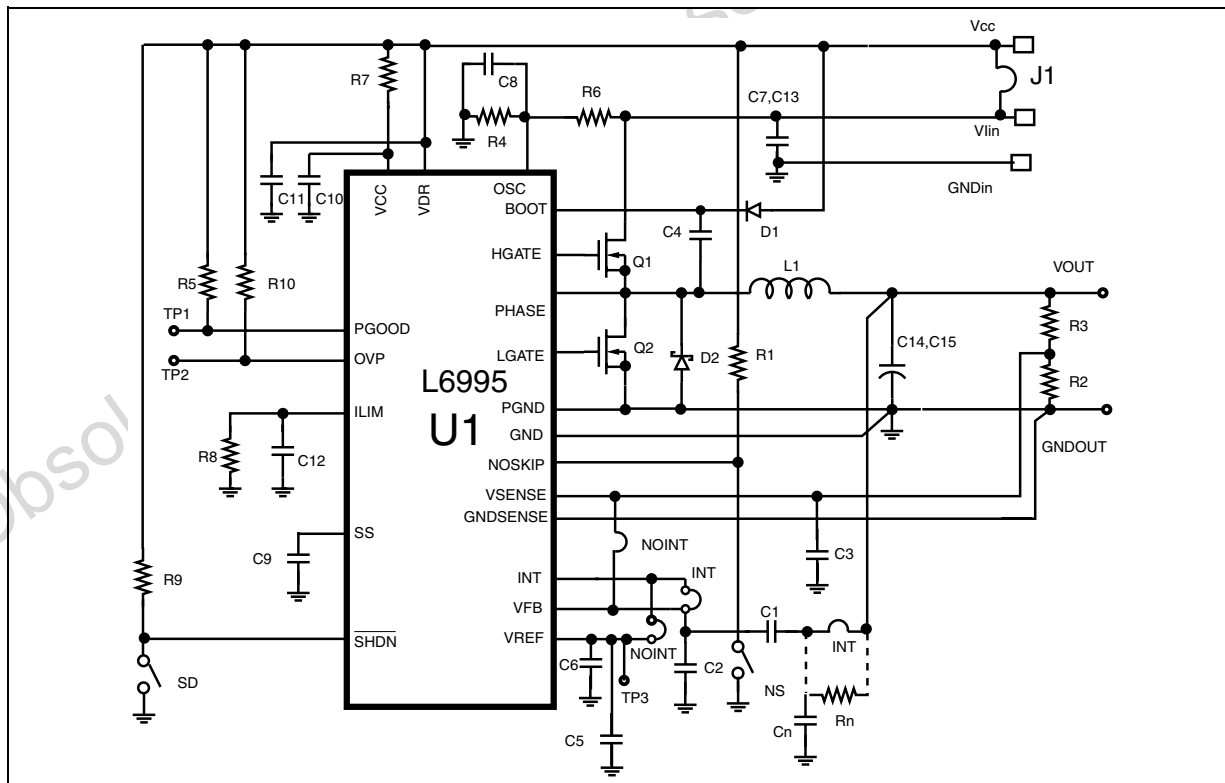 Vcc
R7
C8
J1
R6
C7,C13
R4
VIin
C11
C10
VCC
VDR
OSC
GNDin
BOOT
C4
D1
HGATE
Q1
L1
VOUT
R5
R10
PHASE
TP1
PGOOD
R3
OVP
LGATE
Q2
D2
R1
C14,C15
TP2
L6995
R2
ILIM
PGND
U1
GND
GNDOUT
R8
C12
NOSKIP
VSENSE
GNDSENSE
SS
C9
NOINT
C3
R9
INT
INT
VFB
C1
SHDN
VREF
NOINT
INT
C6
C2
SD
TP3
NS
Rn
Cn
C5
Obsol